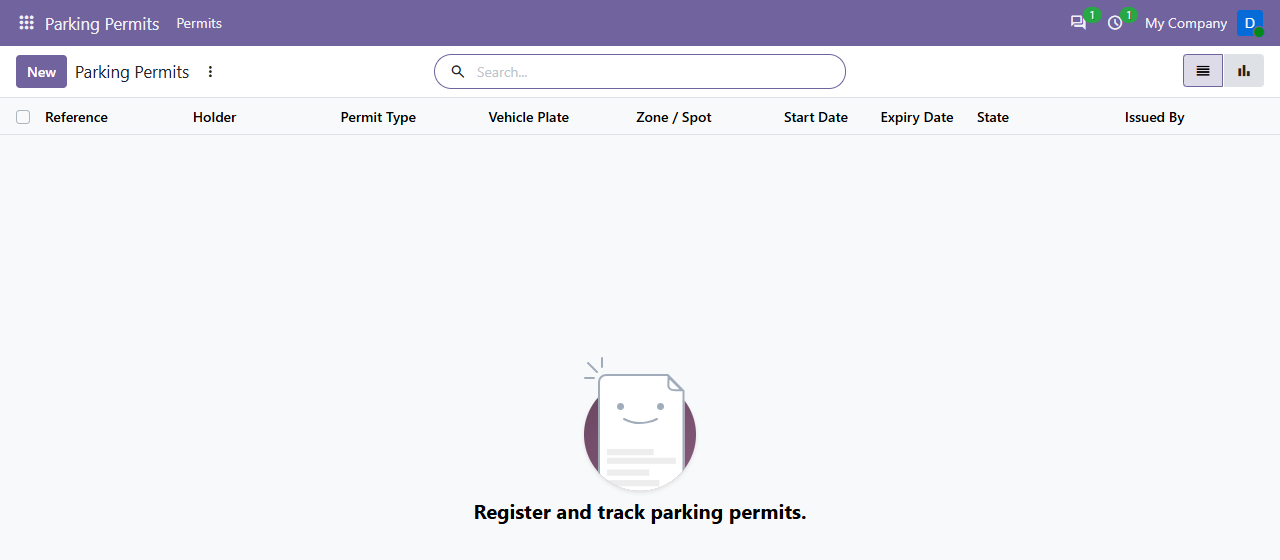 Parking Permits Permits 1 1 My Company D
New Parking Permits Search...
Reference Holder Permit Type Vehicle Plate Zone / Spot Start Date Expiry Date State Issued By
Register and track parking permits.